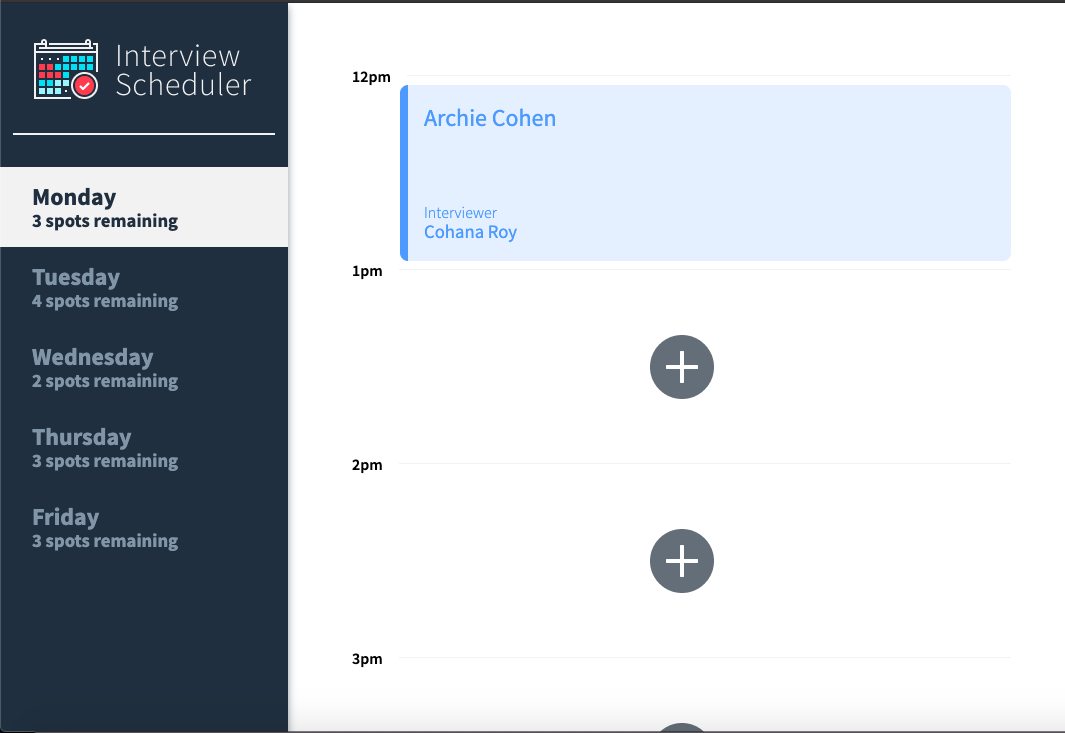 Interview
Scheduler
Monday
3 spots remaining
Tuesday
4 spots remaining
Wednesday
2 spots remaining
Thursday
3 spots remaining
Friday
3 spots remaining
12pm
Archie Cohen
Interviewer
Cohana Roy
1pm
2pm
3pm